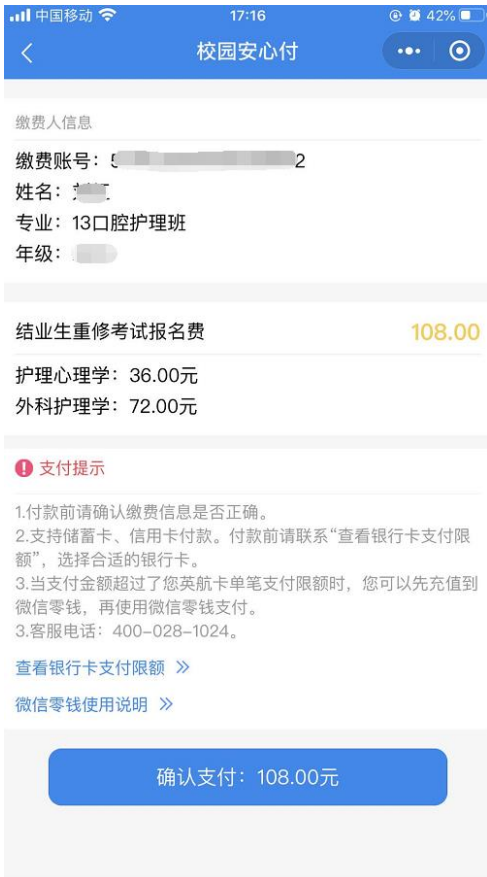 中国移动 17:16 42%
校园安心付
缴费人信息
缴费账号：5 2
姓名：
专业：13口腔护理班
年级：
结业生重修考试报名费 108.00
护理心理学：36.00元
外科护理学：72.00元
支付提示
1.付款前请确认缴费信息是否正确。
2.支持储蓄卡、信用卡付款。付款前请联系“查看银行卡支付限
额”，选择合适的银行卡。
3.当支付金额超过了您英航卡单笔支付限额时，您可以先充值到
微信零钱，再使用微信零钱支付。
3.客服电话：400-028-1024。
查看银行卡支付限额 >>
微信零钱使用说明 >>
确认支付：108.00元